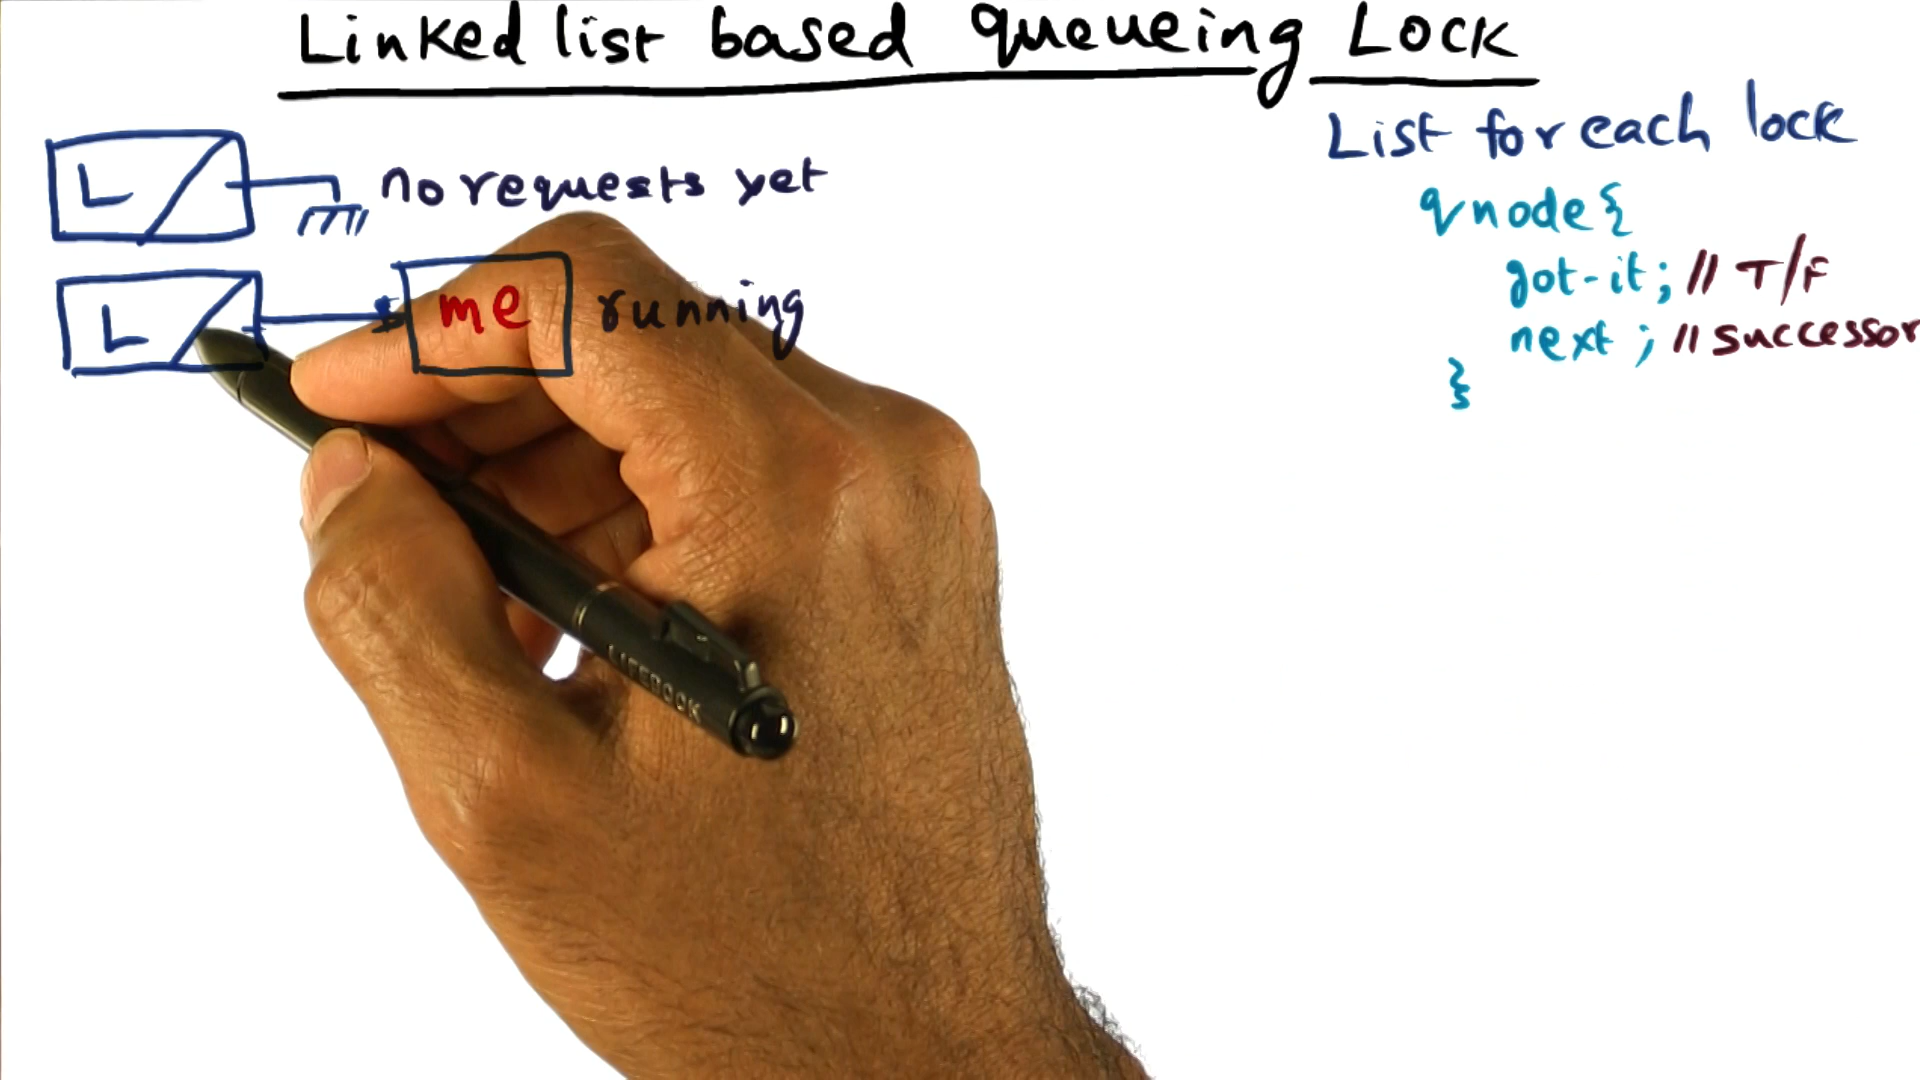 Linked list based queueing Lock
List for each lock
L no requests yet
qnode{
got-it; // T/F
L me running
next ; // successor
}
LIFEBOOK